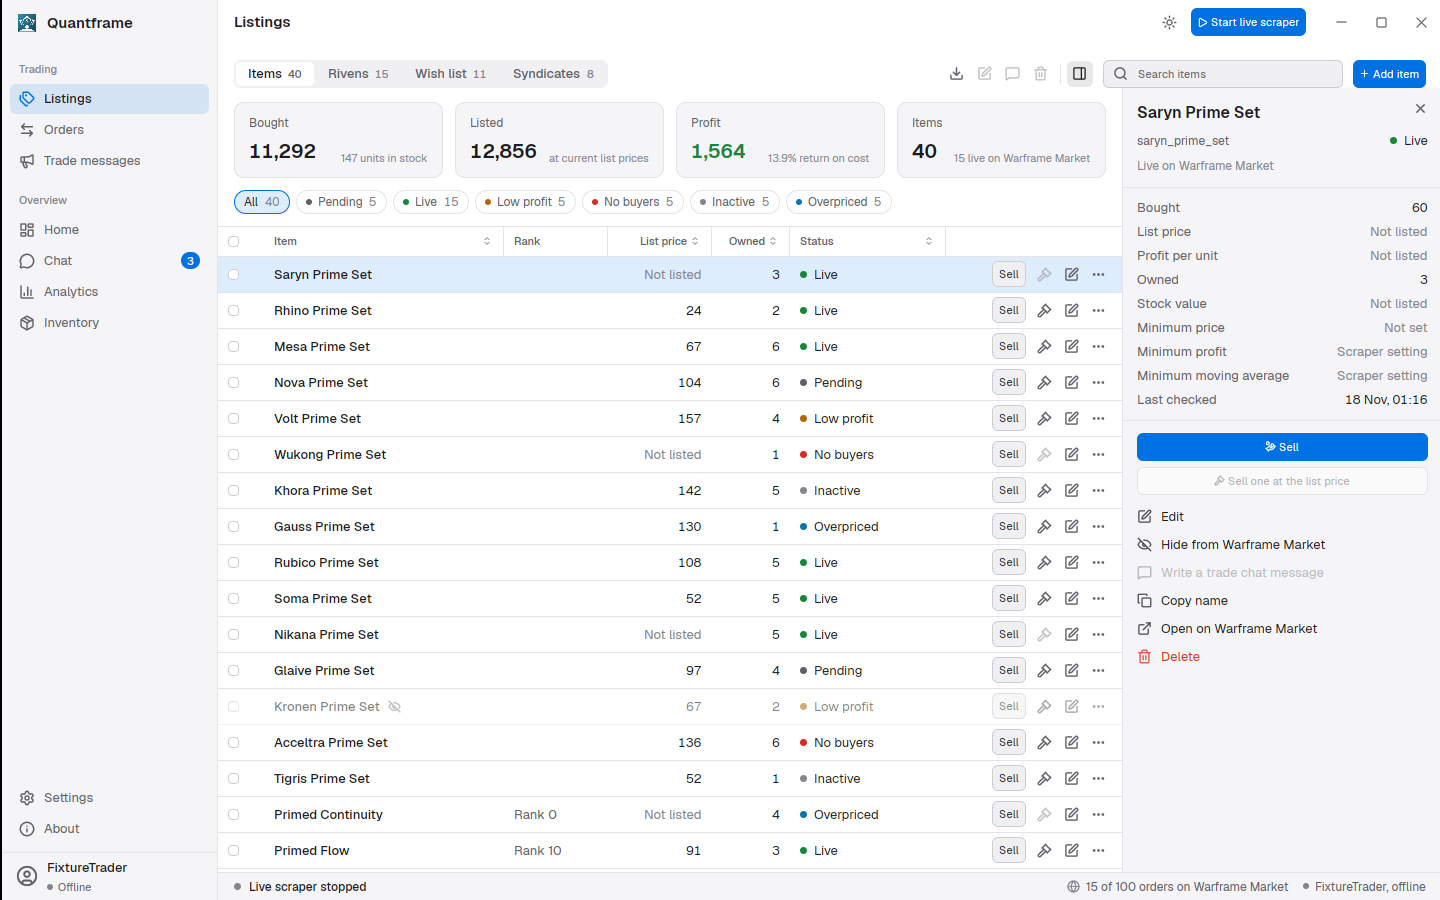 Quantframe
Listings
Start live scraper
Trading
Listings
Orders
Trade messages
Overview
Home
Chat 3
Analytics
Inventory
Settings
About
FixtureTrader
Offline
Items 40 Rivens 15 Wish list 11 Syndicates 8
Search items
+ Add item
Bought
11,292 147 units in stock
Listed
12,856 at current list prices
Profit
1,564 13.9% return on cost
Items
40 15 live on Warframe Market
All 40 Pending 5 Live 15 Low profit 5 No buyers 5 Inactive 5 Overpriced 5
Item Rank List price Owned Status
Saryn Prime Set Not listed 3 Live Sell
Rhino Prime Set 24 2 Live Sell
Mesa Prime Set 67 6 Live Sell
Nova Prime Set 104 6 Pending Sell
Volt Prime Set 157 4 Low profit Sell
Wukong Prime Set Not listed 1 No buyers Sell
Khora Prime Set 142 5 Inactive Sell
Gauss Prime Set 130 1 Overpriced Sell
Rubico Prime Set 108 5 Live Sell
Soma Prime Set 52 5 Live Sell
Nikana Prime Set Not listed 5 Live Sell
Glaive Prime Set 97 4 Pending Sell
Kronen Prime Set 67 2 Low profit Sell
Acceltra Prime Set 136 6 No buyers Sell
Tigris Prime Set 52 1 Inactive Sell
Primed Continuity Rank 0 Not listed 4 Overpriced Sell
Primed Flow Rank 10 91 3 Live Sell
Saryn Prime Set
saryn_prime_set Live
Live on Warframe Market
Bought 60
List price Not listed
Profit per unit Not listed
Owned 3
Stock value Not listed
Minimum price Not set
Minimum profit Scraper setting
Minimum moving average Scraper setting
Last checked 18 Nov, 01:16
Sell
Sell one at the list price
Edit
Hide from Warframe Market
Write a trade chat message
Copy name
Open on Warframe Market
Delete
Live scraper stopped
15 of 100 orders on Warframe Market
FixtureTrader, offline